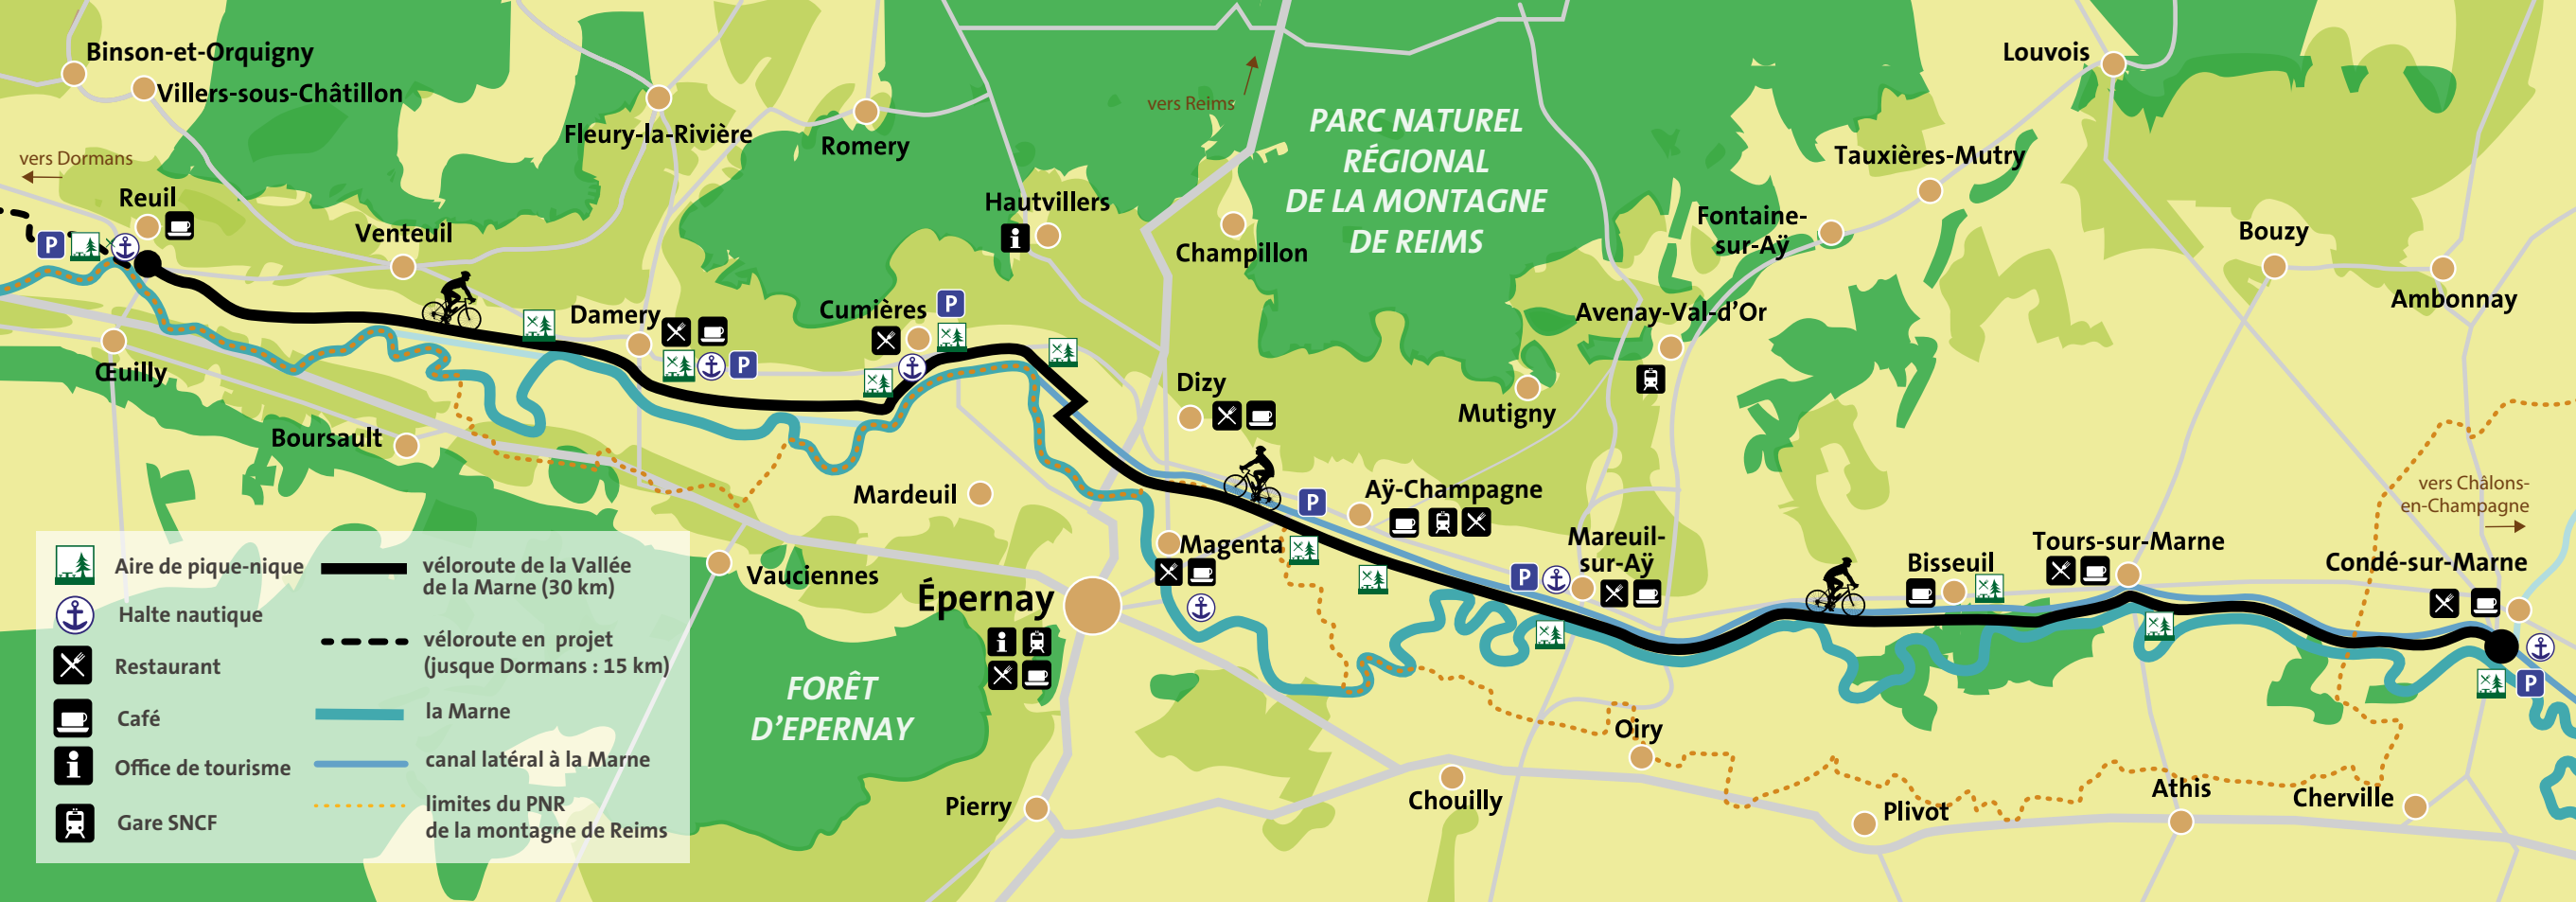 Binson-et-Orquigny
Villers-sous-Châtillon
Fleury-la-Rivière
Romery
vers Reims
PARC NATUREL
RÉGIONAL
DE LA MONTAGNE
DE REIMS
Louvois
Tauxières-Mutry
vers Dormans
Reuil
Venteuil
Hautvillers
i
Champillon
Fontaine-
sur-Aÿ
Bouzy
Ambonnay
P
Œuilly
Damery
P
Cumières
P
Avenay-Val-d'Or
Dizy
Mutigny
Boursault
Mardeuil
P
Aÿ-Champagne
vers Châlons-
en-Champagne
Magenta
Mareuil-
sur-Aÿ
P
Bisseuil
Tours-sur-Marne
Condé-sur-Marne
P
Vauciennes
Épernay
i
FORÊT
D'EPERNAY
Oiry
Pierry
Chouilly
Plivot
Athis
Cherville
Aire de pique-nique
Halte nautique
Restaurant
Café
i
Office de tourisme
Gare SNCF
véloroute de la Vallée
de la Marne (30 km)
véloroute en projet
(jusque Dormans : 15 km)
la Marne
canal latéral à la Marne
limites du PNR
de la montagne de Reims